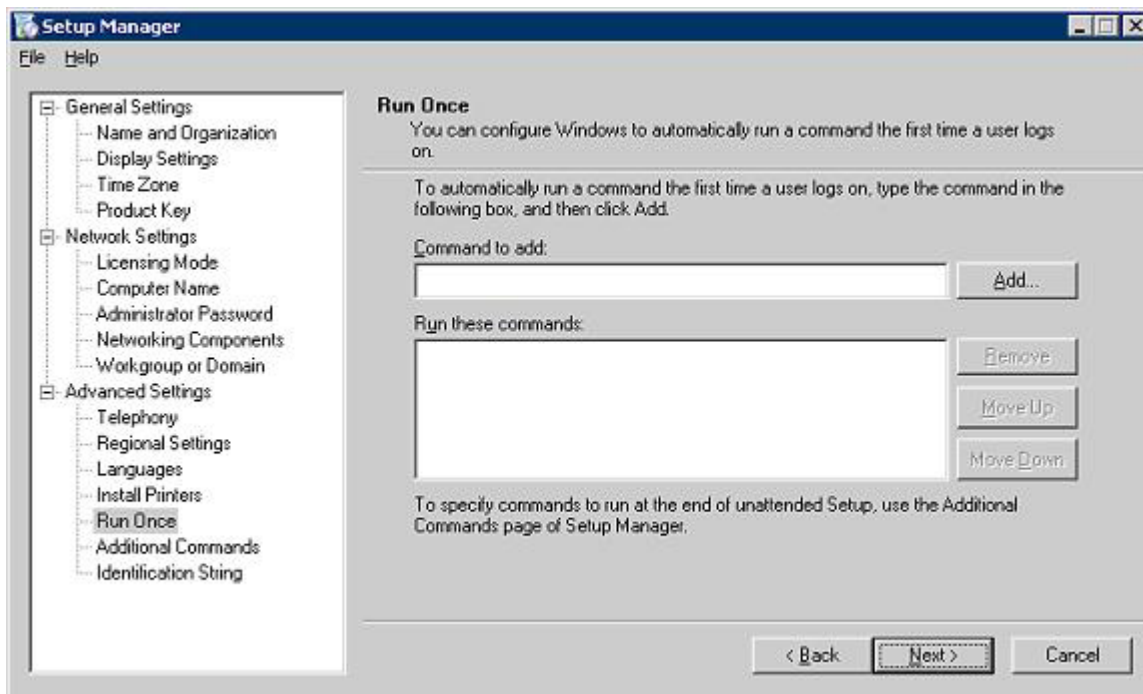 Setup Manager
File Help
General Settings
Name and Organization
Display Settings
Time Zone
Product Key
Network Settings
Licensing Mode
Computer Name
Administrator Password
Networking Components
Workgroup or Domain
Advanced Settings
Telephony
Regional Settings
Languages
Install Printers
Run Once
Additional Commands
Identification String
Run Once
You can configure Windows to automatically run a command the first time a user logs
on.
To automatically run a command the first time a user logs on, type the command in the
following box, and then click Add.
Command to add:
Add...
Run these commands:
Remove
Move Up
Move Down
To specify commands to run at the end of unattended Setup, use the Additional
Commands page of Setup Manager.
< Back
Next >
Cancel